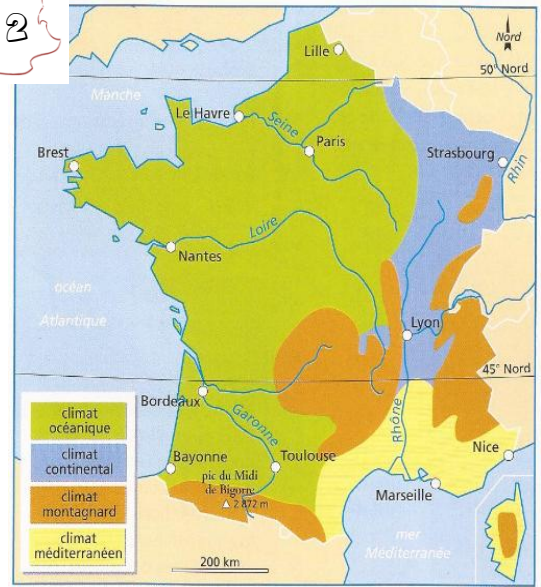 2
Nord
Lille
50° Nord
Manche
Le Havre
Seine
Paris
Brest
Strasbourg
Rhin
Loire
Nantes
océan
Atlantique
Lyon
45° Nord
Bordeaux
Garonne
Rhône
climat
océanique
climat
continental
climat
montagnard
climat
méditerranéen
Bayonne
Toulouse
Nice
pic du Midi
de Bigorre
2 872 m
Marseille
mer
Méditerranée
200 km